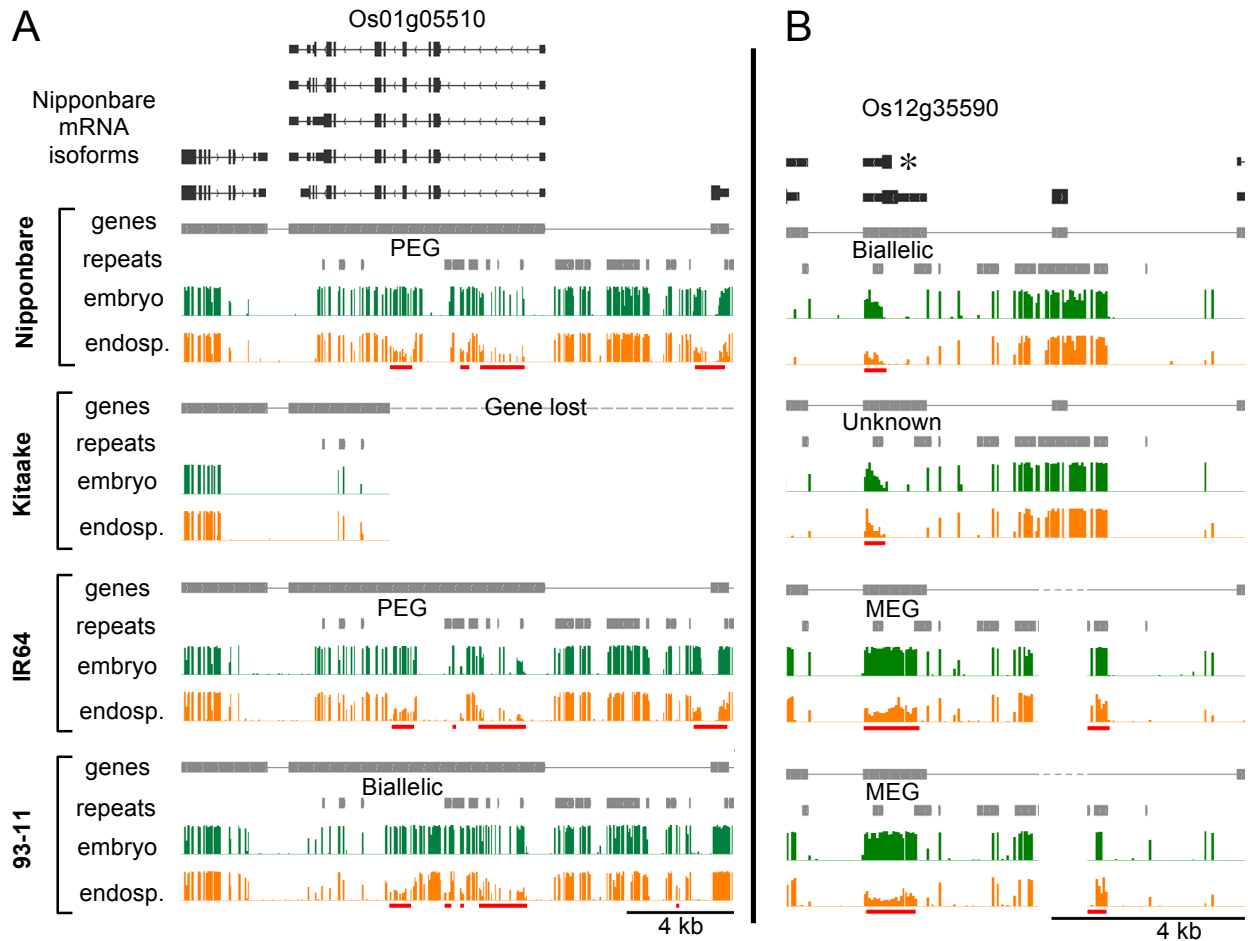 A
Os01g05510
Nipponbare
mRNA
isoforms
Nipponbare
genes
PEG
repeats
embryo
endosp.
Kitaake
genes
Gene lost
repeats
embryo
endosp.
IR64
genes
PEG
repeats
embryo
endosp.
93-11
genes
Biallelic
repeats
embryo
endosp.
4 kb
B
Os12g35590
*
Biallelic
Unknown
MEG
MEG
4 kb